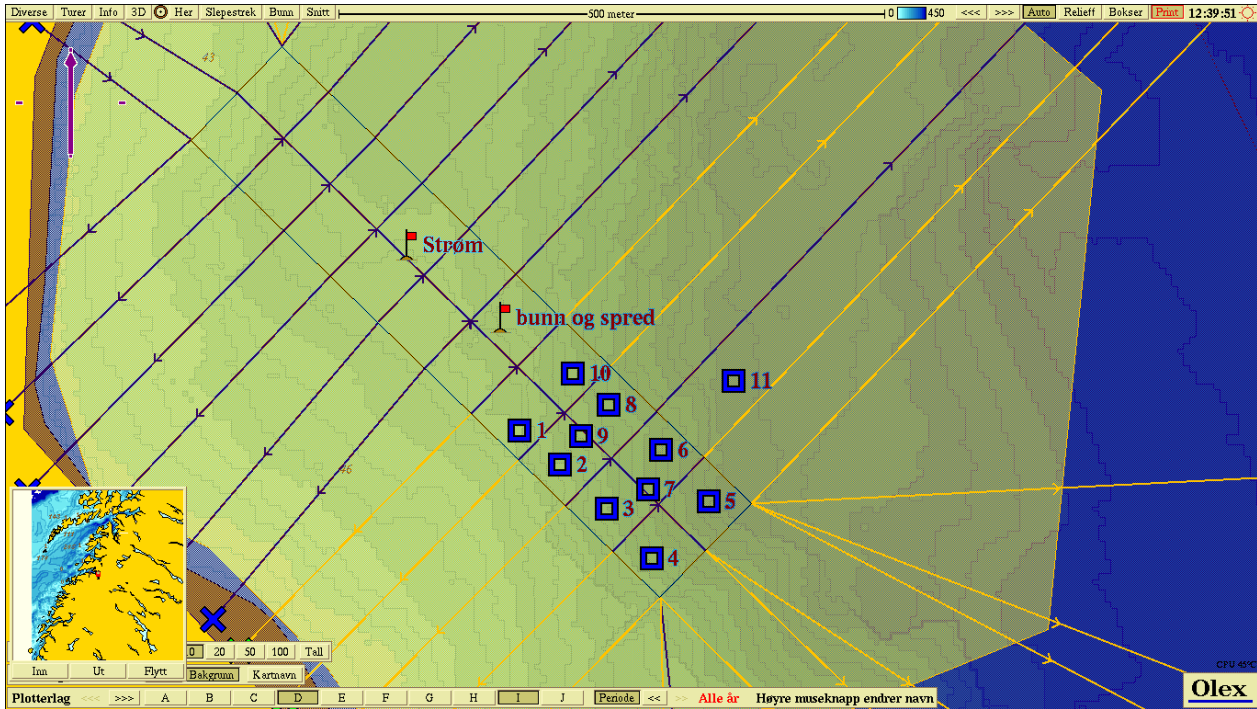 Diverse Turer Info 3D Her Slepestrek Bunn Snitt 500 meter 0 450 <<< >>> Auto Relieff Bokser Print 12:39:51
43
Strøm
bunn og spred
10
11
8
1
9
6
2
46
7
5
3
4
20 50 100 Tall
Inn Ut Flytt
Bakgrunn Kartnavn
CPU 45°C
Olex
Plotterlag <<< >>> A B C D E F G H I J Periode << >> Alle år Høyre museknapp endrer navn